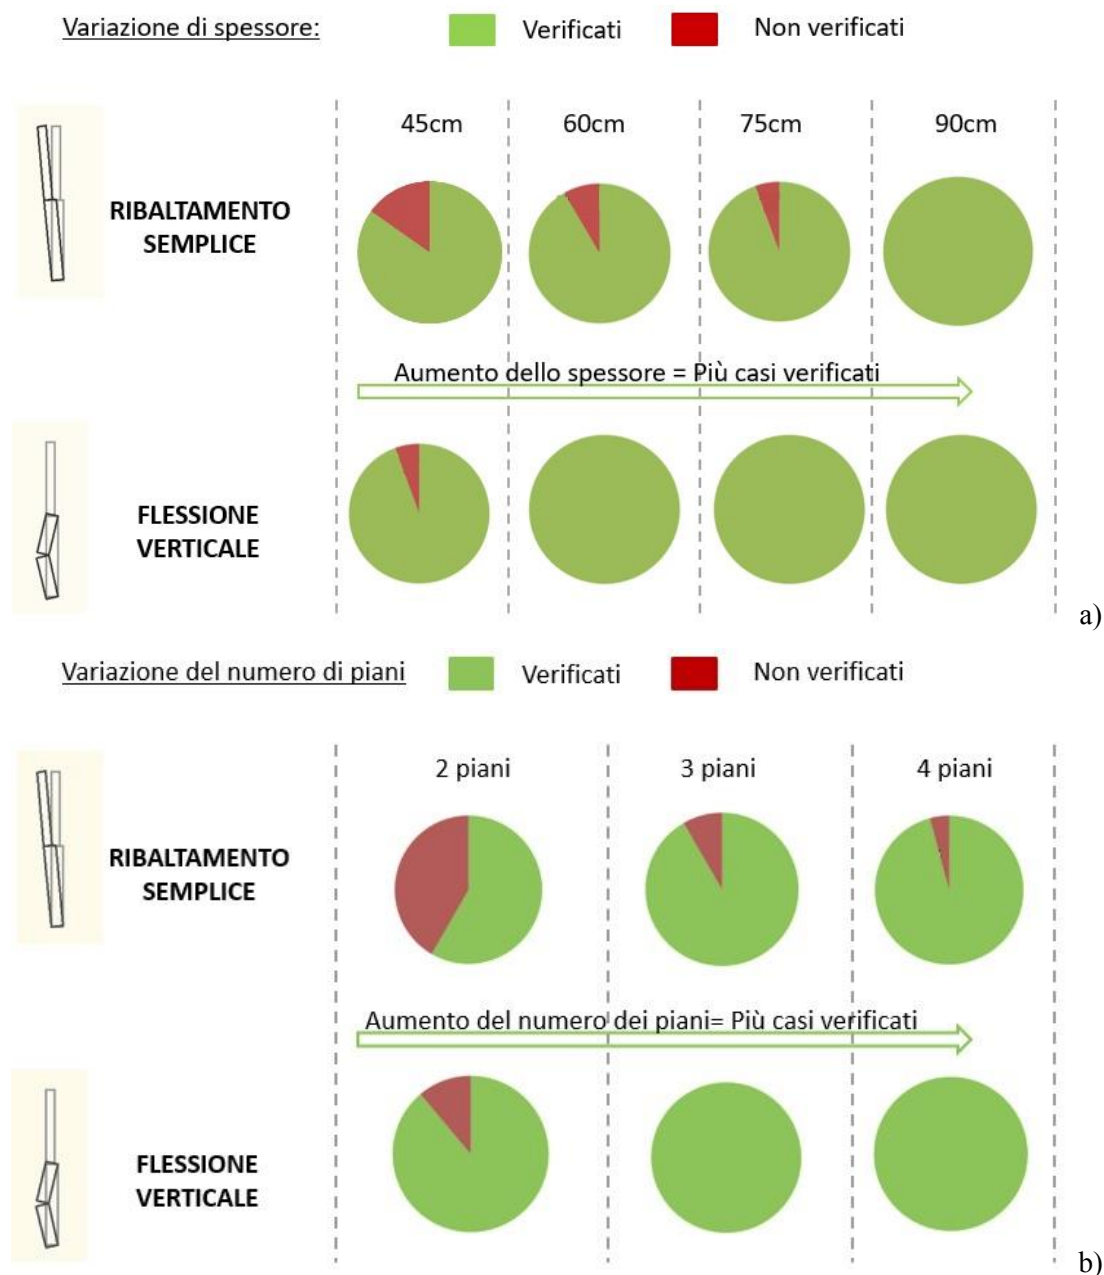 Variazione di spessore:
Verificati
Non verificati
45cm
60cm
75cm
90cm
RIBALTAMENTO
SEMPLICE
Aumento dello spessore = Più casi verificati
FLESSIONE
VERTICALE
a)
Variazione del numero di piani
Verificati
Non verificati
2 piani
3 piani
4 piani
RIBALTAMENTO
SEMPLICE
Aumento del numero dei piani= Più casi verificati
FLESSIONE
VERTICALE
b)